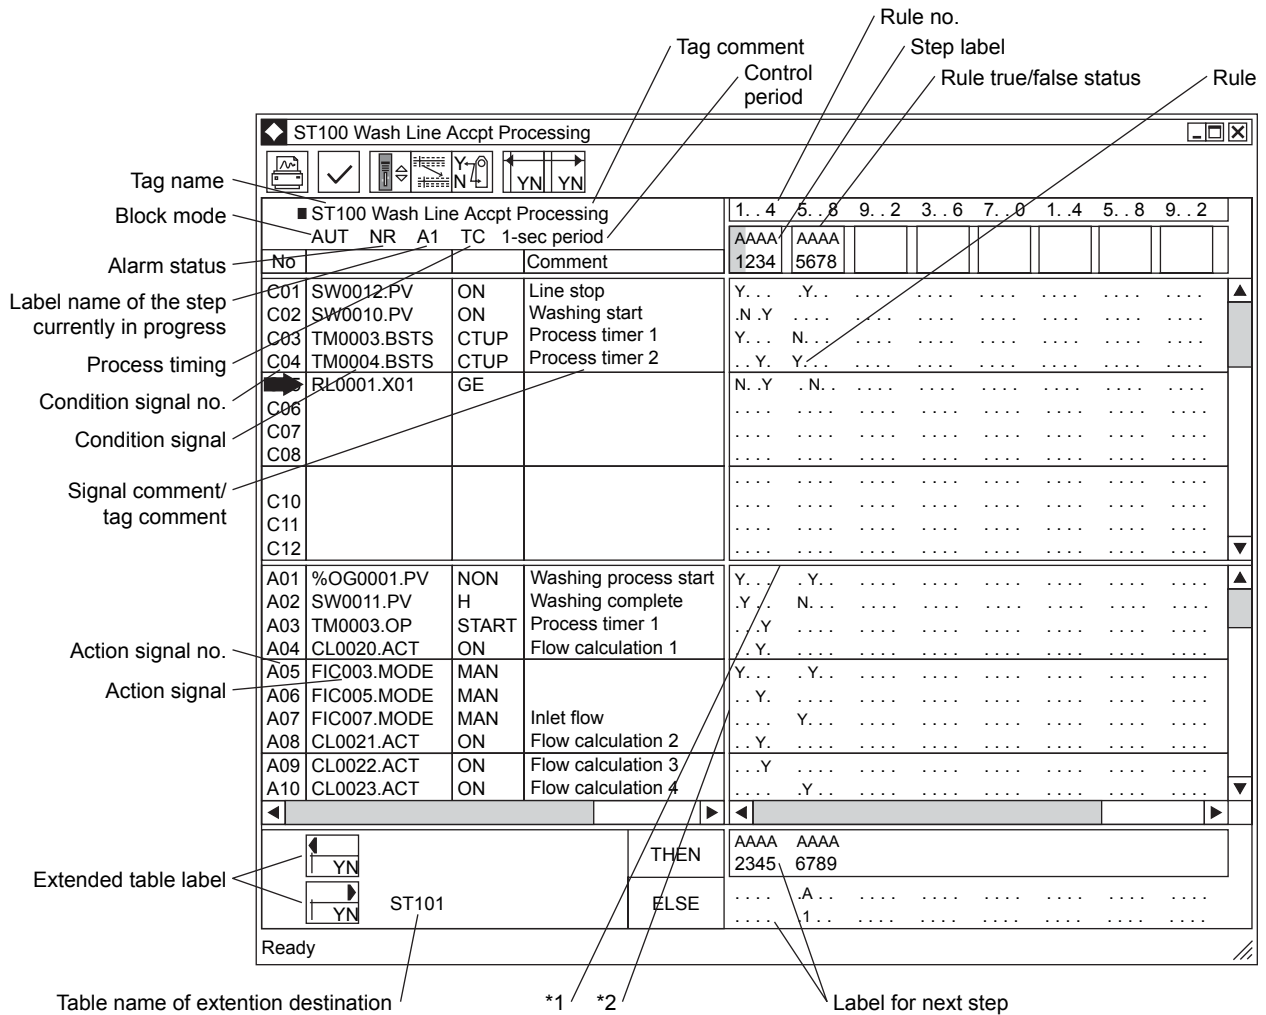 Rule no.
Tag comment
Step label
Control period
Rule true/false status
Rule
ST100 Wash Line Accpt Processing
YN YN
Y N
Tag name
Block mode
Alarm status
Label name of the step currently in progress
Process timing
Condition signal no.
Condition signal
Signal comment/ tag comment
Action signal no.
Action signal
Extended table label
ST100 Wash Line Accpt Processing
AUT NR A1 TC 1-sec period
No Comment
1. . 4 5. . 8 9. . 2 3. . 6 7. . 0 1. .4 5. . 8 9. . 2
AAAA AAAA
1234 5678
C01 SW0012.PV ON Line stop Y. . . .Y. . . . . . . . . . . . . . . . . . . . . . . . . .
C02 SW0010.PV ON Washing start .N .Y . . . . . . . . . . . . . . . . . . . . . . . . . . . .
C03 TM0003.BSTS CTUP Process timer 1 Y. . . N. . . . . . . . . . . . . . . . . . . . . . . . . . .
C04 TM0004.BSTS CTUP Process timer 2 . . Y. Y. . . . . . . . . . . . . . . . . . . . . . . . . . .
5 RL0001.X01 GE N. .Y . N. . . . . . . . . . . . . . . . . . . . . . . . . .
C06 . . . . . . . . . . . . . . . . . . . . . . . . . . . . . . . .
C07 . . . . . . . . . . . . . . . . . . . . . . . . . . . . . . . .
C08 . . . . . . . . . . . . . . . . . . . . . . . . . . . . . . . .
. . . . . . . . . . . . . . . . . . . . . . . . . . . . . . . .
C10 . . . . . . . . . . . . . . . . . . . . . . . . . . . . . . . .
C11 . . . . . . . . . . . . . . . . . . . . . . . . . . . . . . . .
C12 . . . . . . . . . . . . . . . . . . . . . . . . . . . . . . . .
A01 %OG0001.PV NON Washing process start Y. . . . Y. . . . . . . . . . . . . . . . . . . . . . . . . .
A02 SW0011.PV H Washing complete .Y . . N. . . . . . . . . . . . . . . . . . . . . . . . . . .
A03 TM0003.OP START Process timer 1 . . .Y . . . . . . . . . . . . . . . . . . . . . . . . . . . .
A04 CL0020.ACT ON Flow calculation 1 . . Y. . . . . . . . . . . . . . . . . . . . . . . . . . . . .
A05 FIC003.MODE MAN Y. . . . Y. . . . . . . . . . . . . . . . . . . . . . . . . .
A06 FIC005.MODE MAN . . Y. . . . . . . . . . . . . . . . . . . . . . . . . . . . .
A07 FIC007.MODE MAN Inlet flow . . . . Y. . . . . . . . . . . . . . . . . . . . . . . . . . .
A08 CL0021.ACT ON Flow calculation 2 . . Y. . . . . . . . . . . . . . . . . . . . . . . . . . . . .
A09 CL0022.ACT ON Flow calculation 3 . . .Y . . . . . . . . . . . . . . . . . . . . . . . . . . . .
A10 CL0023.ACT ON Flow calculation 4 . . . . .Y. . . . . . . . . . . . . . . . . . . . . . . . . .
YN
THEN AAAA AAAA
2345 6789
YN ST101
ELSE . . . . .A . . . . . . . . . . . . . . . . . . . . . . . . . .
. . . . .1 . . . . . . . . . . . . . . . . . . . . . . . . . .
Ready
Table name of extention destination
*1
*2
Label for next step